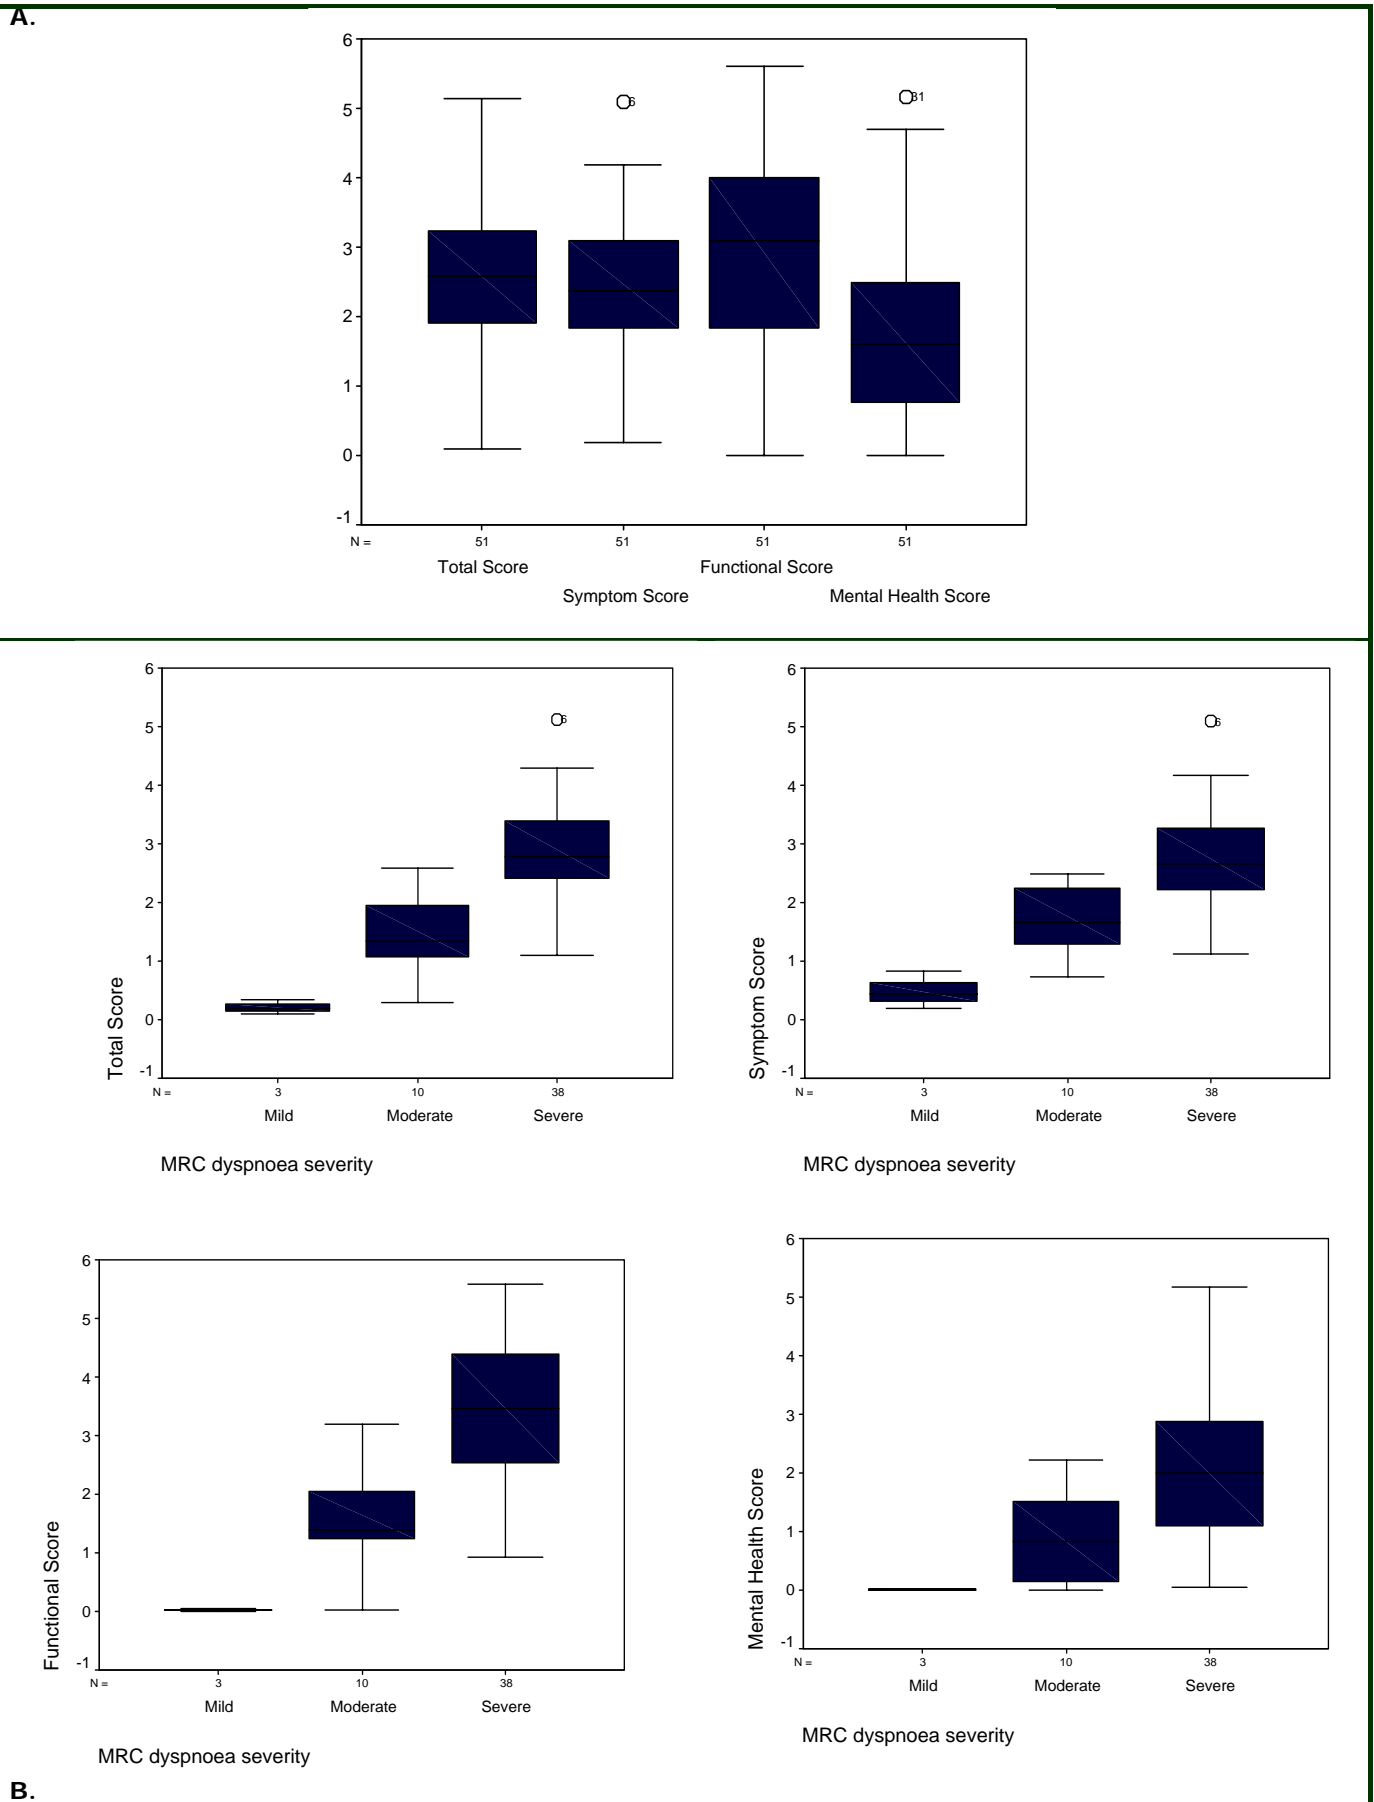 A.
6
5
4
3
2
1
0
-1
6
31
N = 51 51 51 51
Total Score Functional Score
Symptom Score Mental Health Score
6
5
4
3
2
1
0
-1
6
Total Score
N = 3 10 38
Mild Moderate Severe
MRC dyspnoea severity
6
5
4
3
2
1
0
-1
6
Symptom Score
N = 3 10 38
Mild Moderate Severe
MRC dyspnoea severity
6
5
4
3
2
1
0
-1
Functional Score
N = 3 10 38
Mild Moderate Severe
MRC dyspnoea severity
6
5
4
3
2
1
0
-1
Mental Health Score
N = 3 10 38
Mild Moderate Severe
MRC dyspnoea severity
B.